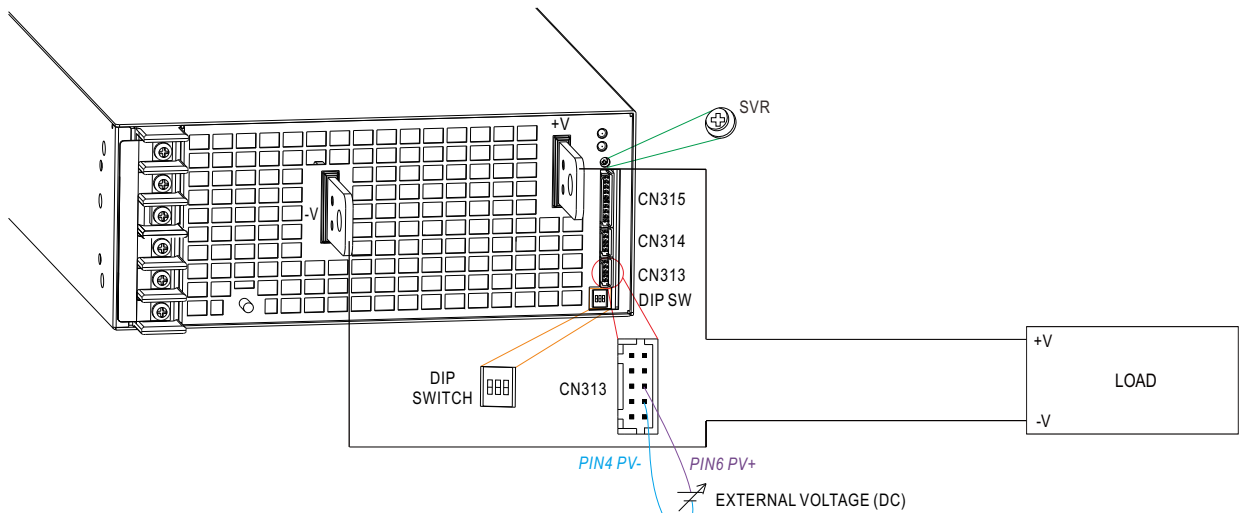 SVR
+V
CN315
-V
CN314
CN313
DIP SW
+V
LOAD
DIP
SWITCH
CN313
-V
PIN4 PV-
PIN6 PV+
EXTERNAL VOLTAGE (DC)